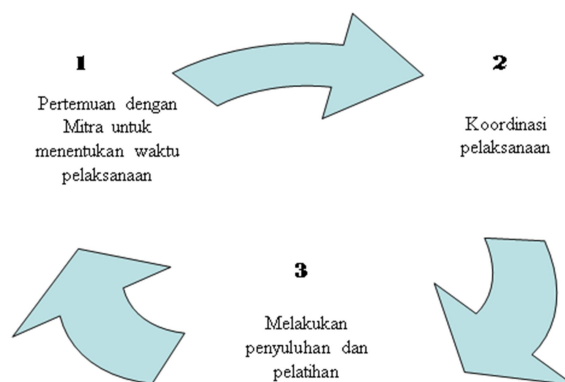 1
Pertemuan dengan
Mitra untuk
menentukan waktu
pelaksanaan
2
Koordinasi
pelaksanaan
3
Melakukan
penyuluhan dan
pelatihan